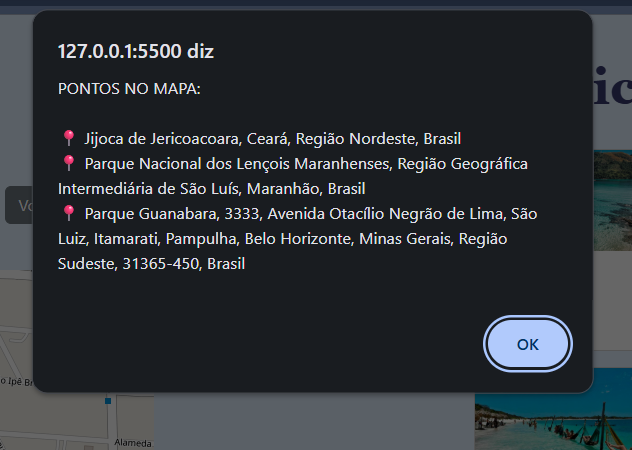 127.0.0.1:5500 diz
PONTOS NO MAPA:
📍 Jijoca de Jericoacoara, Ceará, Região Nordeste, Brasil
📍 Parque Nacional dos Lençois Maranhenses, Região Geográfica
Intermediária de São Luís, Maranhão, Brasil
📍 Parque Guanabara, 3333, Avenida Otacílio Negrão de Lima, São
Luiz, Itamarati, Pampulha, Belo Horizonte, Minas Gerais, Região
Sudeste, 31365-450, Brasil
OK
ic
Vo
o Ipê Br
Alameda